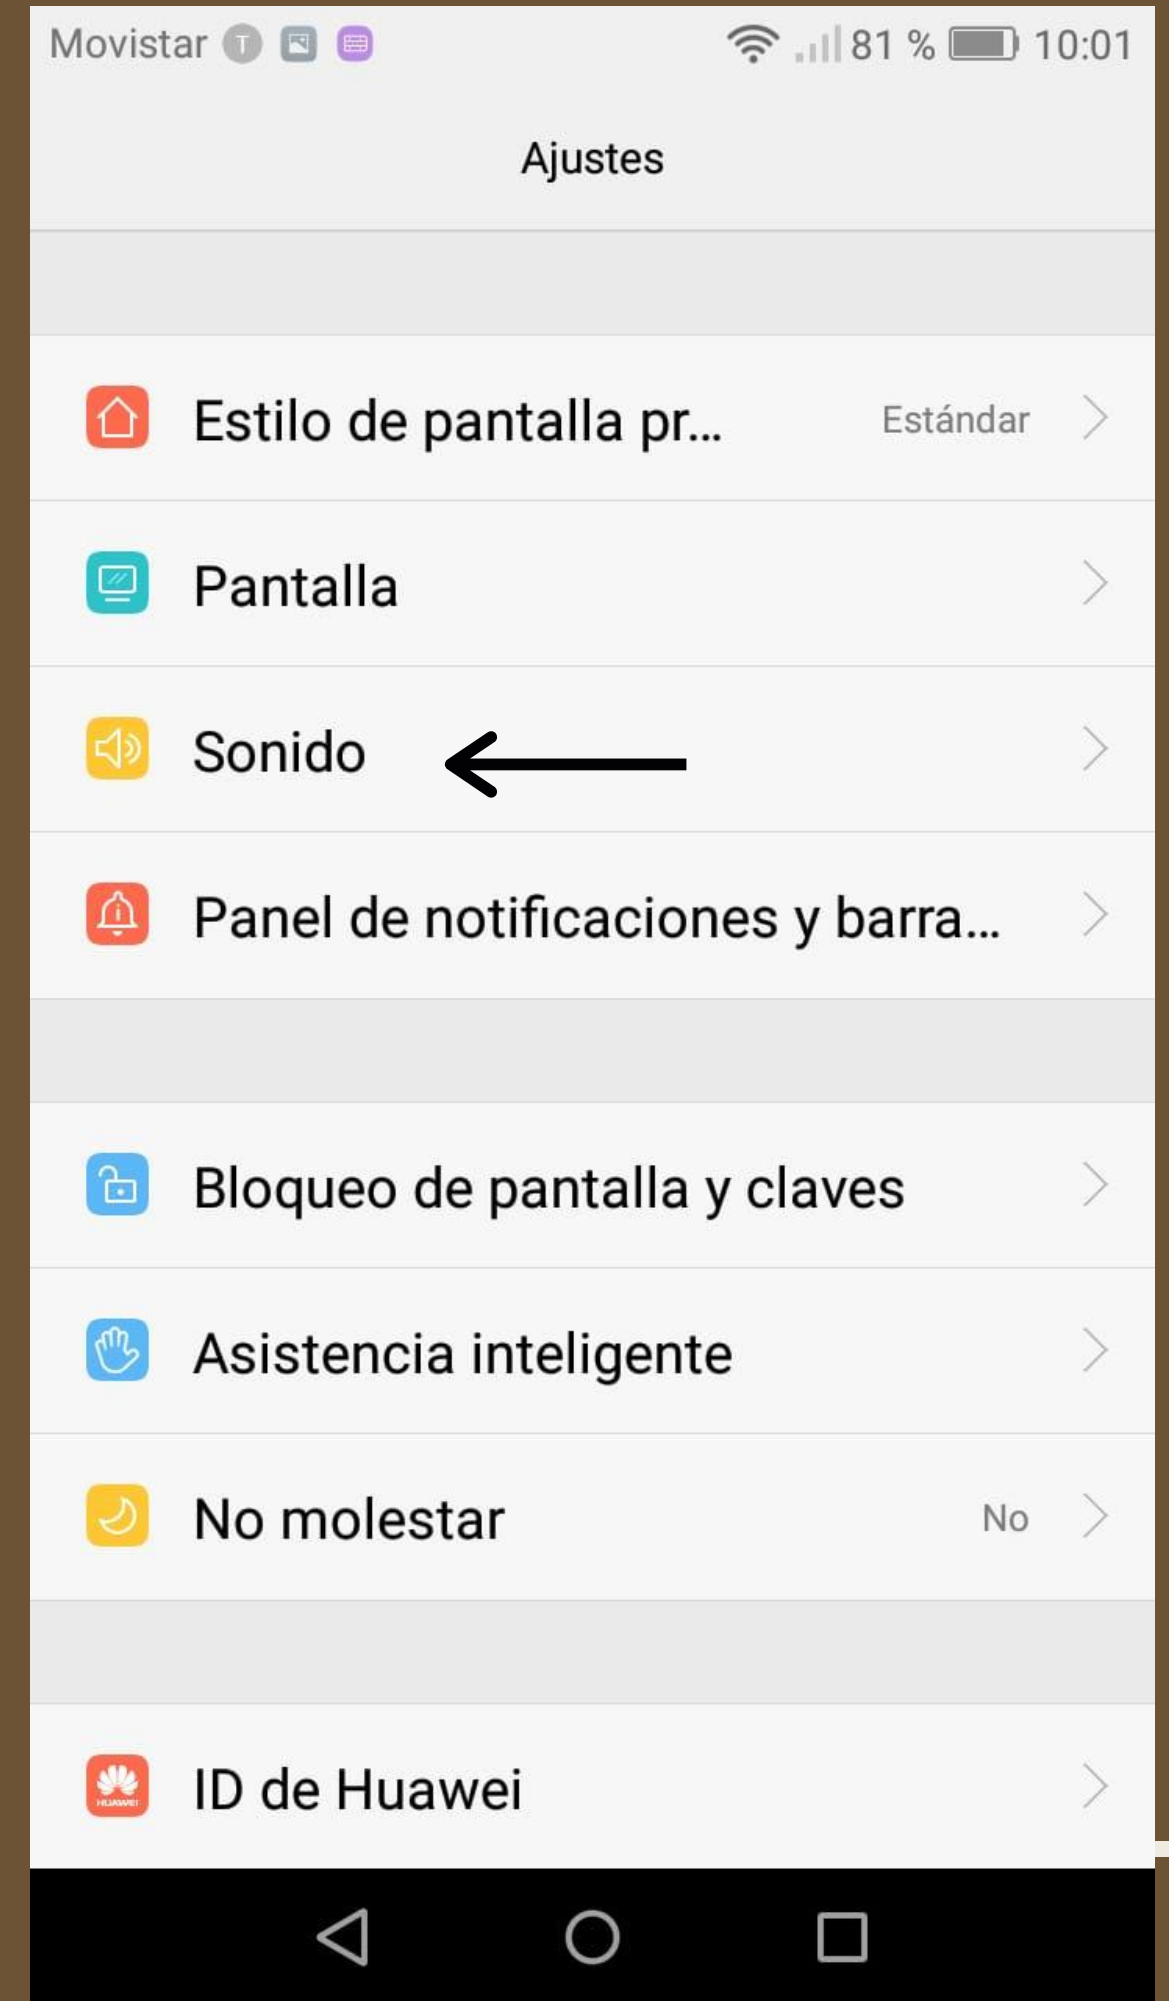 Movistar T 81 % 10:01
Ajustes
Estilo de pantalla pr... Estándar
Pantalla
Sonido
Panel de notificaciones y barra...
Bloqueo de pantalla y claves
Asistencia inteligente
No molestar No
HUAWEI
ID de Huawei